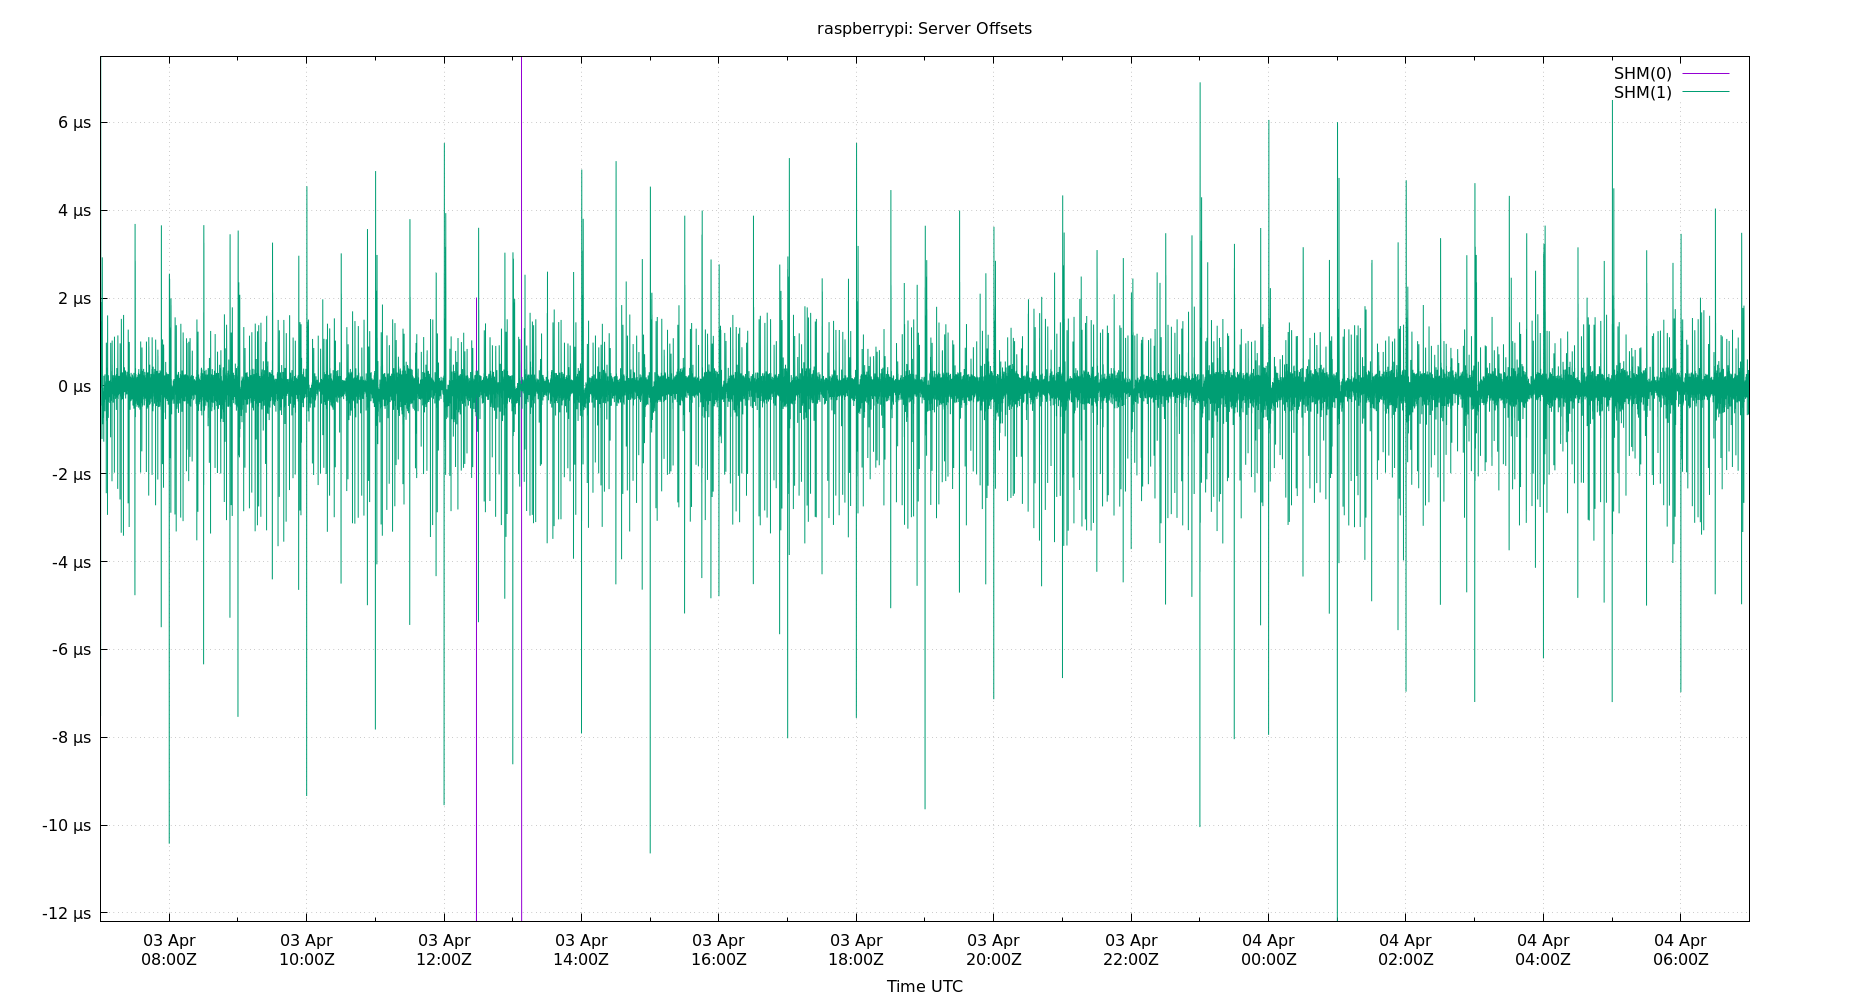 raspberrypi: Server Offsets
SHM(0)
SHM(1)
6 µs
4 µs
2 µs
0 µs
-2 µs
-4 µs
-6 µs
-8 µs
-10 µs
-12 µs
03 Apr 03 Apr 03 Apr 03 Apr 03 Apr 03 Apr 03 Apr 03 Apr 04 Apr 04 Apr 04 Apr 04 Apr
08:00Z 10:00Z 12:00Z 14:00Z 16:00Z 18:00Z 20:00Z 22:00Z 00:00Z 02:00Z 04:00Z 06:00Z
Time UTC